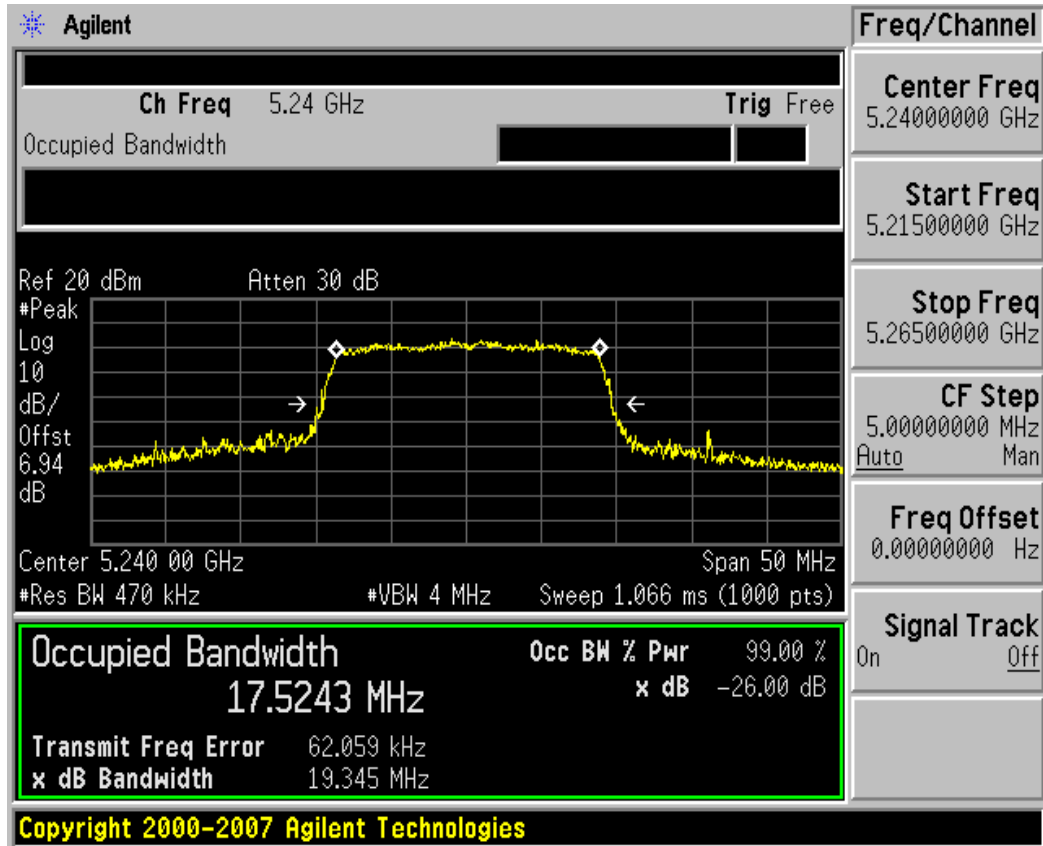 Agilent
Freq/Channel
Ch Freq 5.24 GHz Trig Free
Occupied Bandwidth
Center Freq
5.24000000 GHz
Start Freq
5.21500000 GHz
Stop Freq
5.26500000 GHz
CF Step
5.00000000 MHz
Auto Man
Freq Offset
0.00000000 Hz
Signal Track
On Off
Ref 20 dBm Atten 30 dB
#Peak
Log
10
dB/
Offst
6.94
dB
Center 5.240 00 GHz Span 50 MHz
#Res BW 470 kHz #VBW 4 MHz Sweep 1.066 ms (1000 pts)
Occupied Bandwidth
17.5243 MHz
Occ BW % Pwr 99.00 %
x dB -26.00 dB
Transmit Freq Error 62.059 kHz
x dB Bandwidth 19.345 MHz
Copyright 2000-2007 Agilent Technologies